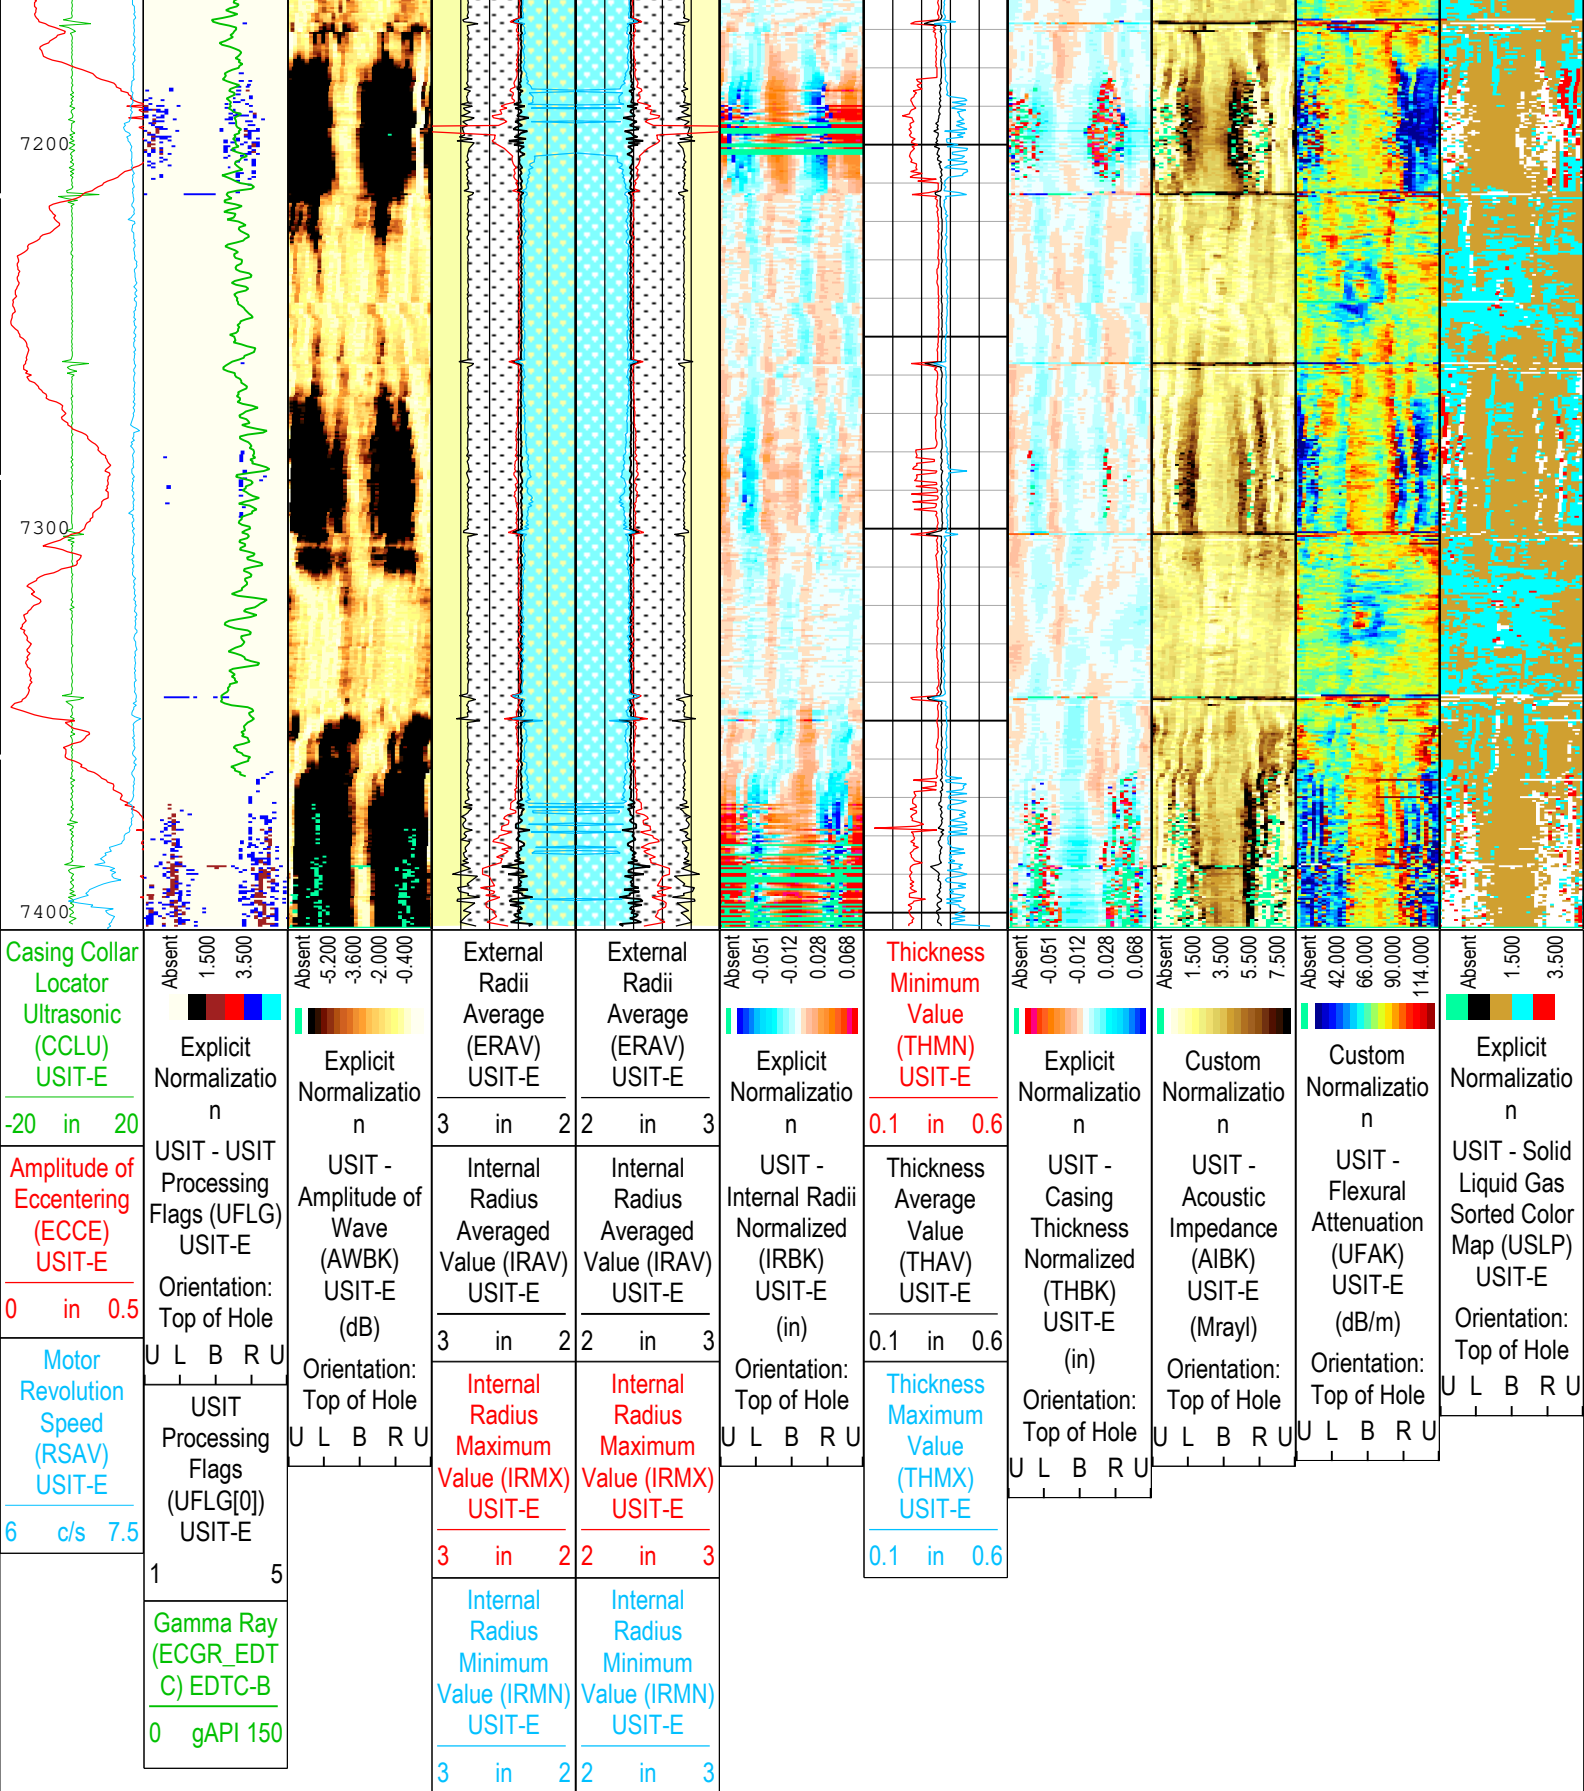 7200
7300
7400
Casing Collar
Locator
Ultrasonic
(CCLU)
USIT-E
-20 in 20
Amplitude of
Eccentering
(ECCE)
USIT-E
0 in 0.5
Motor
Revolution
Speed
(RSAV)
USIT-E
6 c/s 7.5
Absent
1.500
3.500
Explicit
Normalizatio
n
USIT - USIT
Processing
Flags (UFLG)
USIT-E
Orientation:
Top of Hole
U L B R U
USIT
Processing
Flags
(UFLG[0])
USIT-E
1 5
Gamma Ray
(ECGR_EDT
C) EDTC-B
0 gAPI 150
Absent
-5.200
-3.600
-2.000
-0.400
Explicit
Normalizatio
n
USIT -
Amplitude of
Wave
(AWBK)
USIT-E
(dB)
Orientation:
Top of Hole
U L B R U
External
Radii
Average
(ERAV)
USIT-E
3 in 2
Internal
Radius
Averaged
Value (IRAV)
USIT-E
3 in 2
Internal
Radius
Maximum
Value (IRMX)
USIT-E
3 in 2
Internal
Radius
Minimum
Value (IRMN)
USIT-E
3 in 2
External
Radii
Average
(ERAV)
USIT-E
2 in 3
Internal
Radius
Averaged
Value (IRAV)
USIT-E
2 in 3
Internal
Radius
Maximum
Value (IRMX)
USIT-E
2 in 3
Internal
Radius
Minimum
Value (IRMN)
USIT-E
2 in 3
Absent
-0.051
-0.012
0.028
0.068
Explicit
Normalizatio
n
USIT -
Internal Radii
Normalized
(IRBK)
USIT-E
(in)
Orientation:
Top of Hole
U L B R U
Thickness
Minimum
Value
(THMN)
USIT-E
0.1 in 0.6
Thickness
Average
Value
(THAV)
USIT-E
0.1 in 0.6
Thickness
Maximum
Value
(THMX)
USIT-E
0.1 in 0.6
Absent
-0.051
-0.012
0.028
0.068
Explicit
Normalizatio
n
USIT -
Casing
Thickness
Normalized
(THBK)
USIT-E
(in)
Orientation:
Top of Hole
U L B R U
Absent
1.500
3.500
5.500
7.500
Custom
Normalizatio
n
USIT -
Acoustic
Impedance
(AIBK)
USIT-E
(Mrayl)
Orientation:
Top of Hole
U L B R U
Absent
42.000
66.000
90.000
114.000
Custom
Normalizatio
n
USIT -
Flexural
Attenuation
(UFAK)
USIT-E
(dB/m)
Orientation:
Top of Hole
U L B R U
Absent
1.500
3.500
Explicit
Normalizatio
n
USIT - Solid
Liquid Gas
Sorted Color
Map (USLP)
USIT-E
Orientation:
Top of Hole
U L B R U